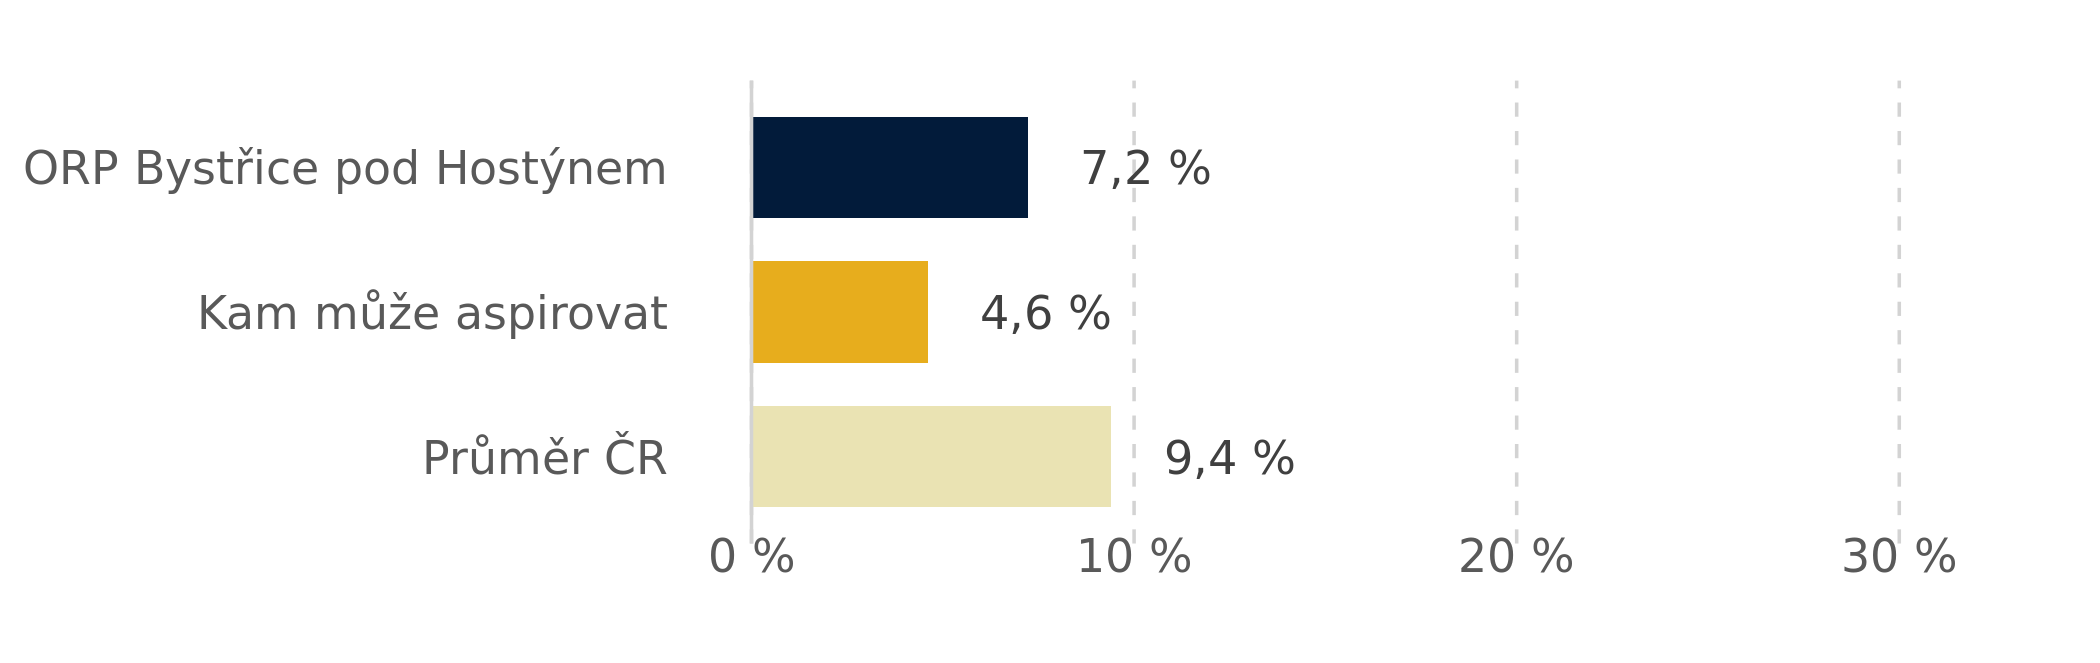 ORP Bystřice pod Hostýnem 7,2 %
Kam může aspirovat 4,6 %
Průměr ČR 9,4 %
0 % 10 % 20 % 30 %